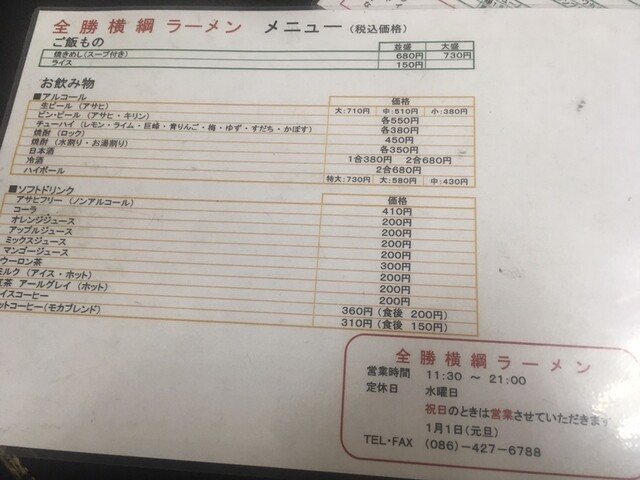 全勝横綱ラーメン メニュー(税込価格)
ご飯もの 並盛 大盛
焼きめし(スープ付き) 680円 730円
ライス 150円
お飲み物
■アルコール 価格
生ビール(アサヒ) 大:710円 中:510円 小:380円
ビン・ビール(アサヒ・キリン) 各550円
チューハイ(レモン・ライム・巨峰・青りんご・梅・ゆず・すだち・かぼす) 各380円
焼酎(ロック) 450円
焼酎(水割り・お湯割り) 各350円
日本酒 1合380円 2合680円
冷酒 2合680円
ハイボール 特大:730円 大:580円 中:430円
■ソフトドリンク 価格
アサヒフリー(ノンアルコール) 410円
コーラ 200円
オレンジジュース 200円
アップルジュース 200円
ミックスジュース 200円
マンゴージュース 300円
ウーロン茶 200円
ミルク(アイス・ホット) 200円
紅茶 アールグレイ(ホット) 200円
イスコーヒー 360円(食後 200円)
ットコーヒー(モカブレンド) 310円(食後 150円)
全勝横綱ラーメン
営業時間 11:30 ～ 21:00
定休日 水曜日
祝日のときは営業させていただきます
1月1日(元旦)
TEL・FAX (086)-427-6788